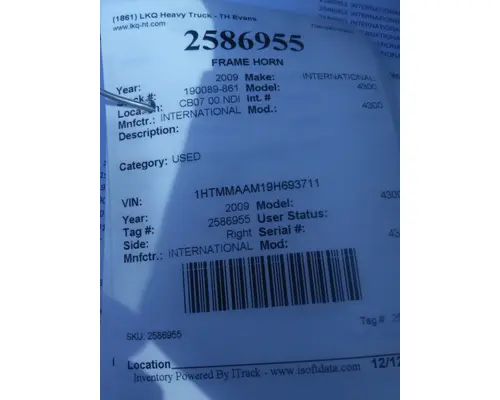 (1861) LKQ Heavy Truck - TH Evans
www.lkq-ht.com
2586955
FRAME HORN
Year: 2009 Make: INTERNATIONAL
Stock #: 190089-861 Model: 4300
Location: CB07 00.NDI Int. #
Mnfctr.: INTERNATIONAL Mod.: 4300
Description:
Category: USED
VIN: 1HTMMAAM19H693711
Year: 2009 Model: 4300
Tag #: 2586955 User Status:
Side: Right Serial #: 
Mnfctr.: INTERNATIONAL Mod:
Tag #
SKU: 2586955
Location
Inventory Powered By ITrack - www.isoftdata.com